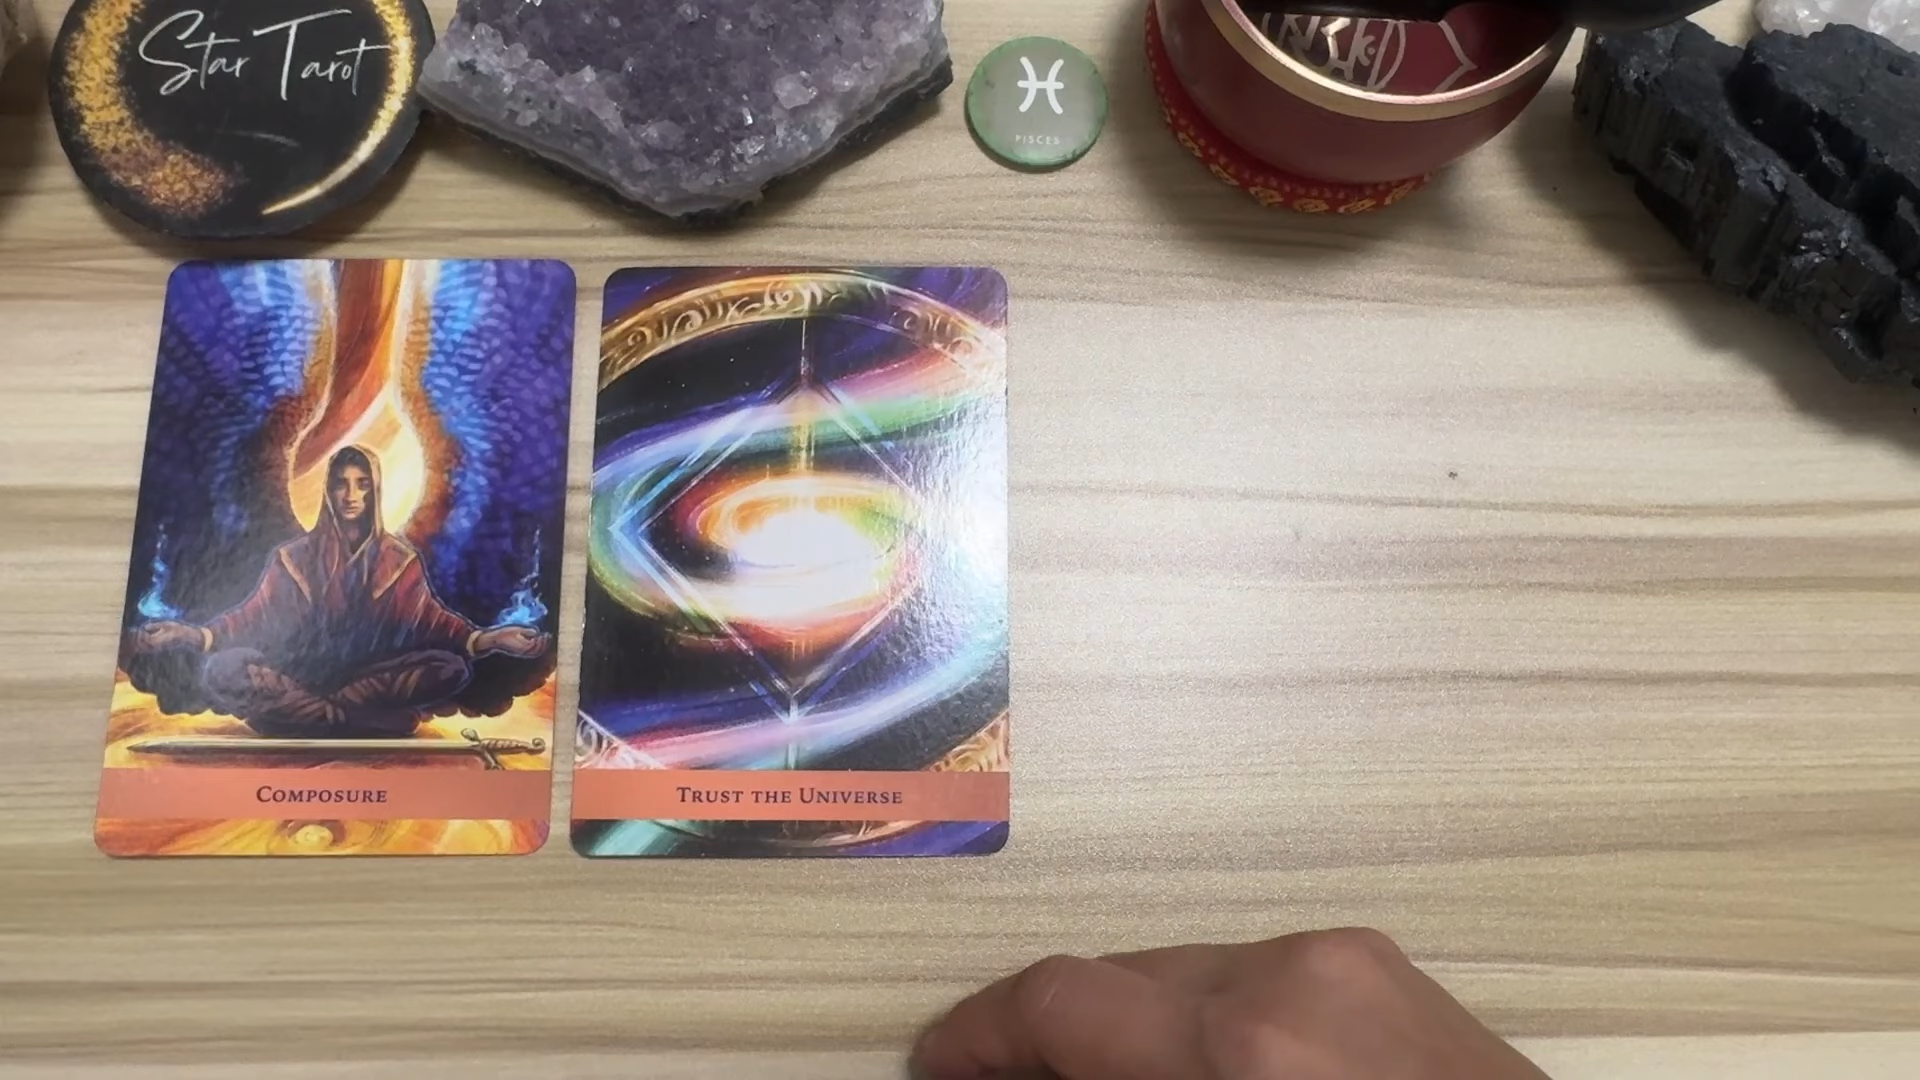 Star Tarot
PISCES
COMPOSURE
TRUST THE UNIVERSE